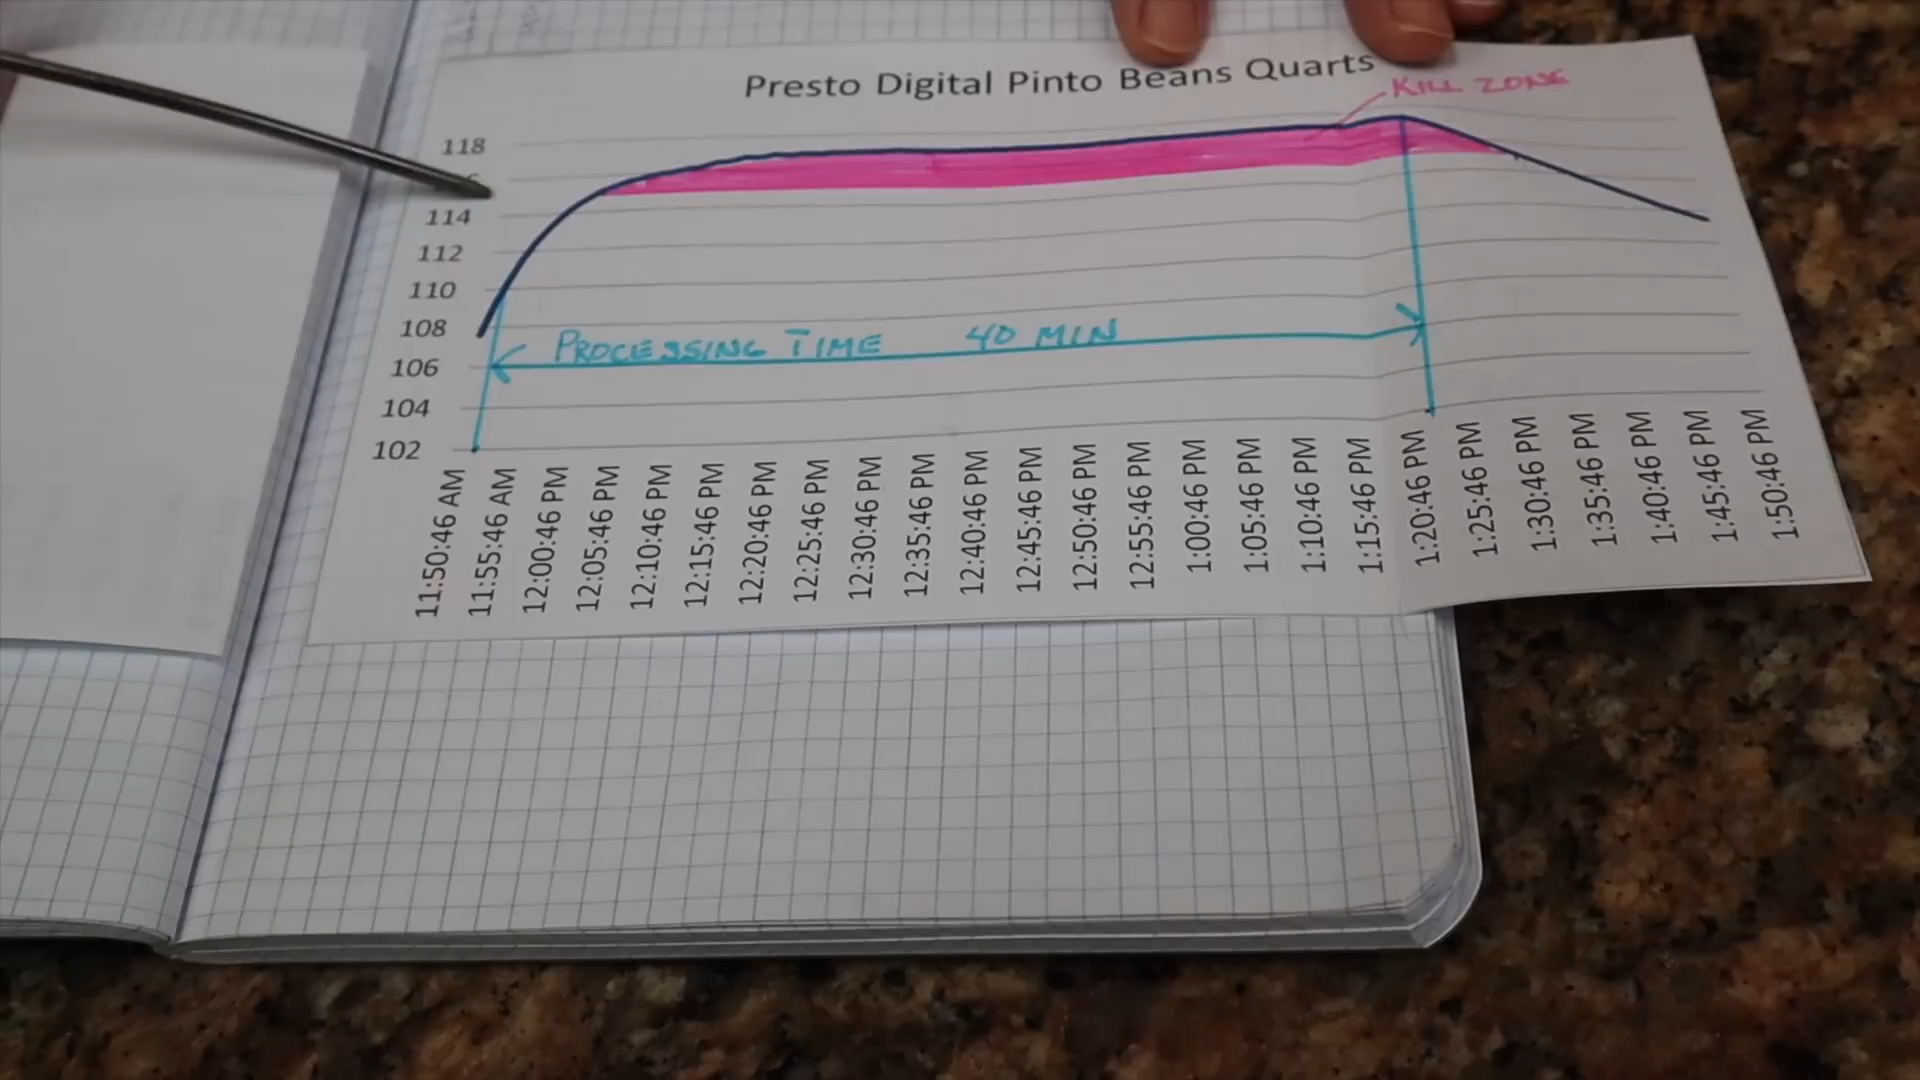 Presto Digital Pinto Beans Quarts
KILL ZONE
118
114
112
110
108
106
104
102
PROCESSING TIME 40 MIN
11:50:46 AM
11:55:46 AM
12:00:46 PM
12:05:46 PM
12:10:46 PM
12:15:46 PM
12:20:46 PM
12:25:46 PM
12:30:46 PM
12:35:46 PM
12:40:46 PM
12:45:46 PM
12:50:46 PM
12:55:46 PM
1:00:46 PM
1:05:46 PM
1:10:46 PM
1:15:46 PM
1:20:46 PM
1:25:46 PM
1:30:46 PM
1:35:46 PM
1:40:46 PM
1:45:46 PM
1:50:46 PM